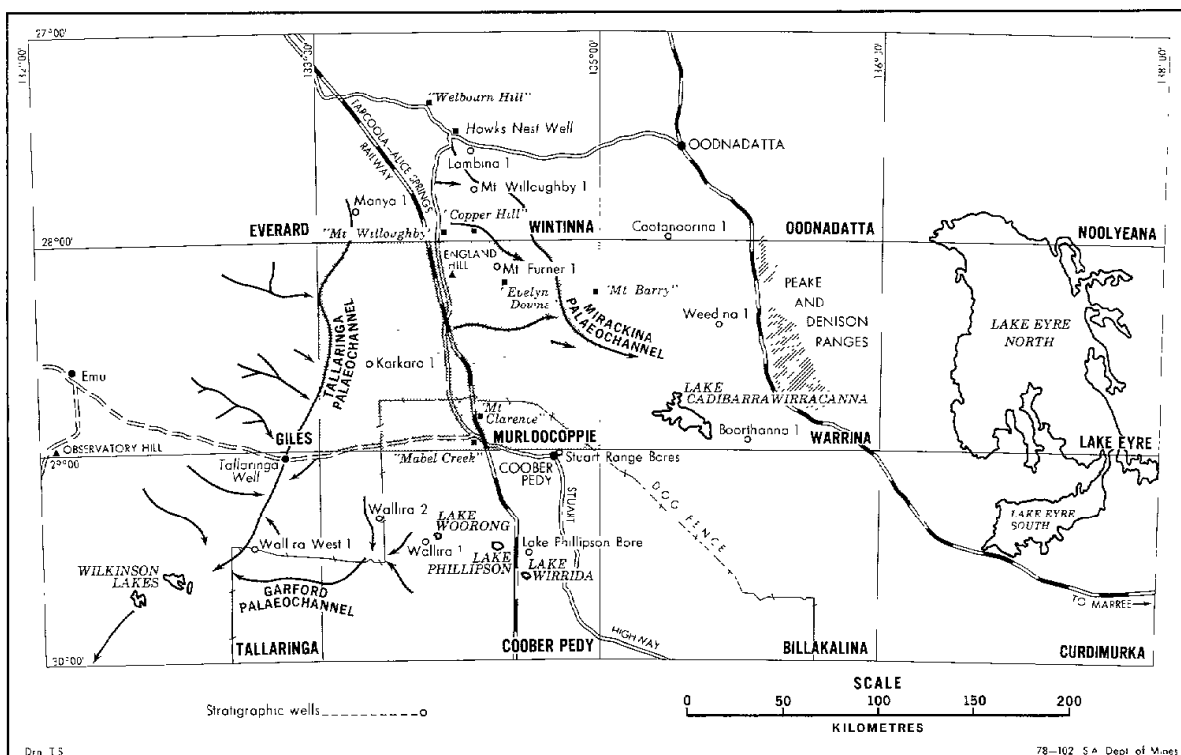 27°00'
132°00'
133°00'
135°00'
136°00'
138°00'
"Welbourn Hill"
Hawks Nest Well
TARCOOLA-ALICE SPRINGS
RAILWAY
OODNADATTA
Lambina 1
Mt Willoughby 1
Manya 1
"Copper Hill"
EVERARD
"Mt Willoughby"
WINTINNA
Cootanoorina 1
OODNADATTA
NOOLYEANA
28°00'
ENGLAND
HILL
Mt Furner 1
"Evelyn
Downs"
"Mt Barry"
PEAKE
AND
DENISON
RANGES
MIRACKINA
PALAEOCHANNEL
Weedina 1
LAKE EYRE
NORTH
TALLARINGA
PALAEOCHANNEL
Karkaro 1
Emu
LAKE
CADIBARRAWIRRACANNA
"Mt
Clarence"
GILES
MURLOOCOPPIE
Boorthanna 1
WARRINA
LAKE EYRE
OBSERVATORY HILL
29°00'
Tallaringa
Well
"Mabel Creek"
COOBER
PEDY
Stuart Range Bores
STUART
DOG FENCE
Wallira 2
LAKE
WOORONG
LAKE EYRE
SOUTH
Wallira West 1
Wallira 1
LAKE
PHILLIPSON
Lake Phillipson Bore
LAKE
WIRRIDA
WILKINSON
LAKES
GARFORD
PALAEOCHANNEL
TO
MARREE
HIGHWAY
TALLARINGA
COOBER PEDY
BILLAKALINA
CURDIMURKA
30°00'
SCALE
0 50 100 150 200
KILOMETRES
Stratigraphic wells
Drn T.S
78-102 S A Dept of Mines